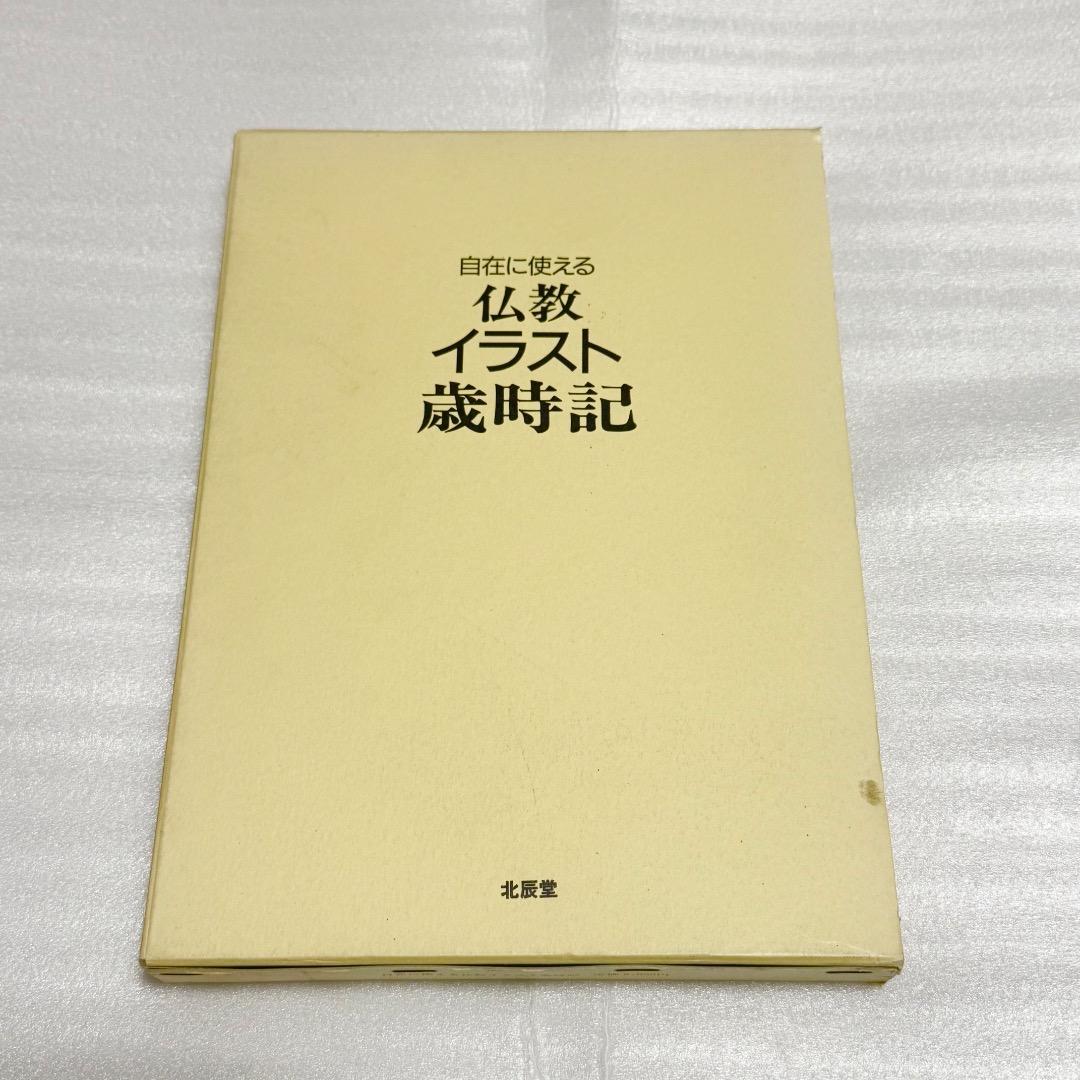 自在に使える
仏教
イラスト
歳時記
北辰堂